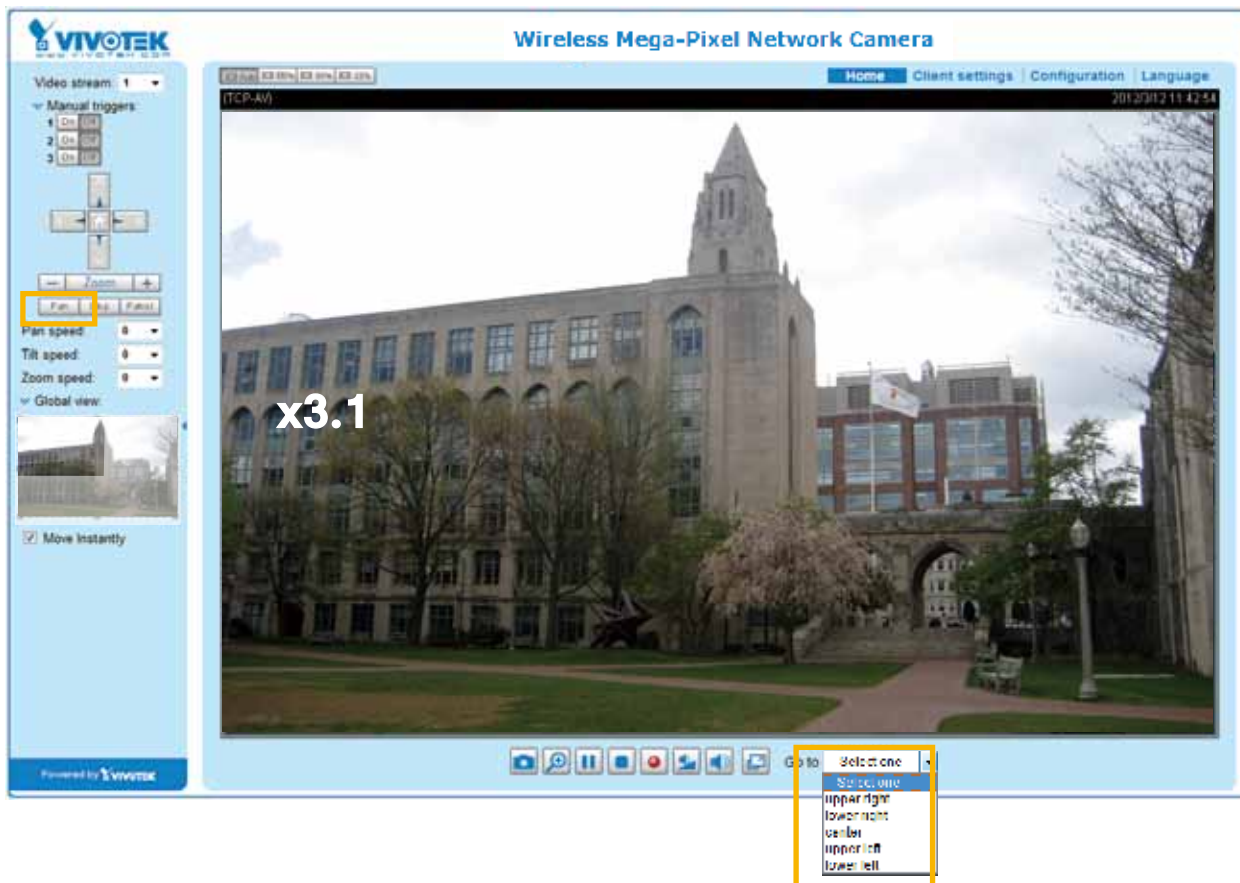 VIVOTEK
www.vivotek.com
Wireless Mega-Pixel Network Camera
Video stream: 1
Home Client settings Configuration Language
Manual triggers:
(TCP-AV)
2012/3/12 11:42:54
1 On Off
2 On Off
3 On Off
Zoom
Pan Patrol
Pan speed: 0
Tilt speed: 0
Zoom speed: 0
Global view:
x3.1
Move Instantly
Powered by VIVOTEK
Go to Select one
Select one
upper right
lower right
center
upper left
lower left